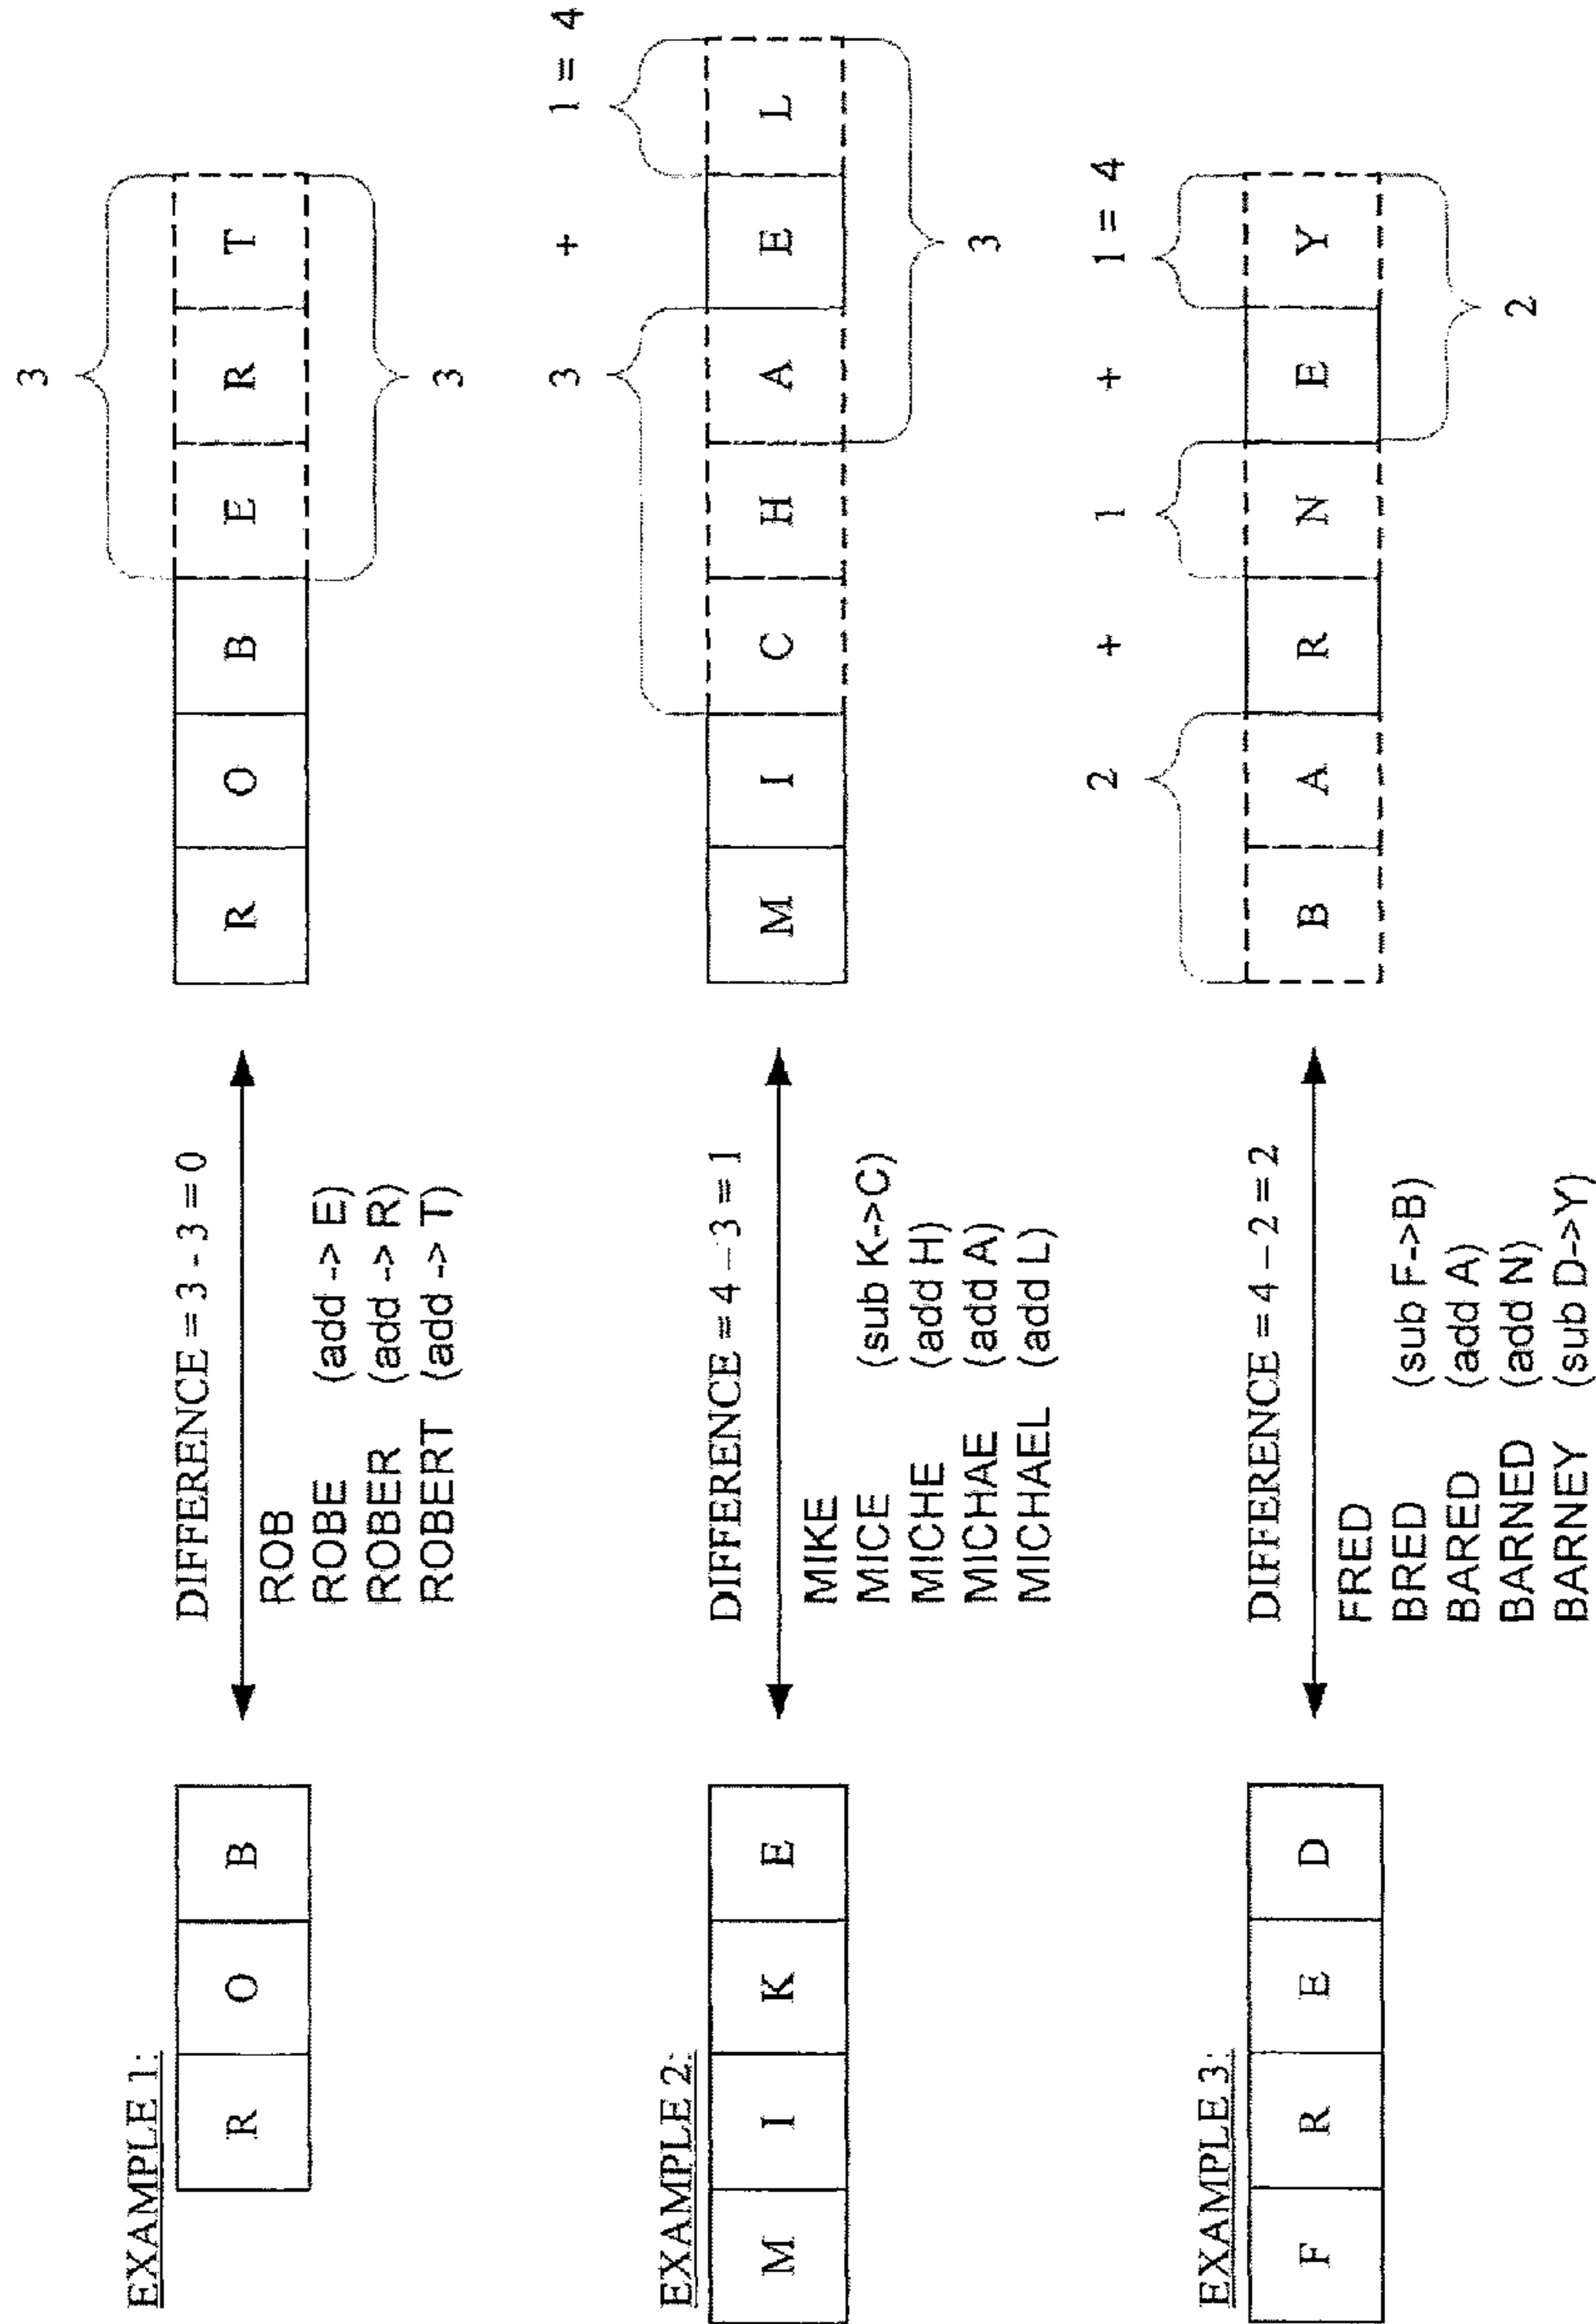 EXAMPLE 1:
R O B
DIFFERENCE = 3 - 3 = 0
ROB
ROBE (add -> E)
ROBER (add -> R)
ROBERT (add -> T)
3
R O B E R T
3
EXAMPLE 2:
M I K E
DIFFERENCE = 4 – 3 = 1
MIKE
MICE (sub K->C)
MICHE (add H)
MICHAE (add A)
MICHAEL (add L)
3 + 1 = 4
M I C H A E L
3
EXAMPLE 3:
F R E D
DIFFERENCE = 4 – 2 = 2
FRED
BRED (sub F->B)
BARED (add A)
BARNED (add N)
BARNEY (sub D->Y)
2 + 1 + 1 = 4
B A R N E Y
2